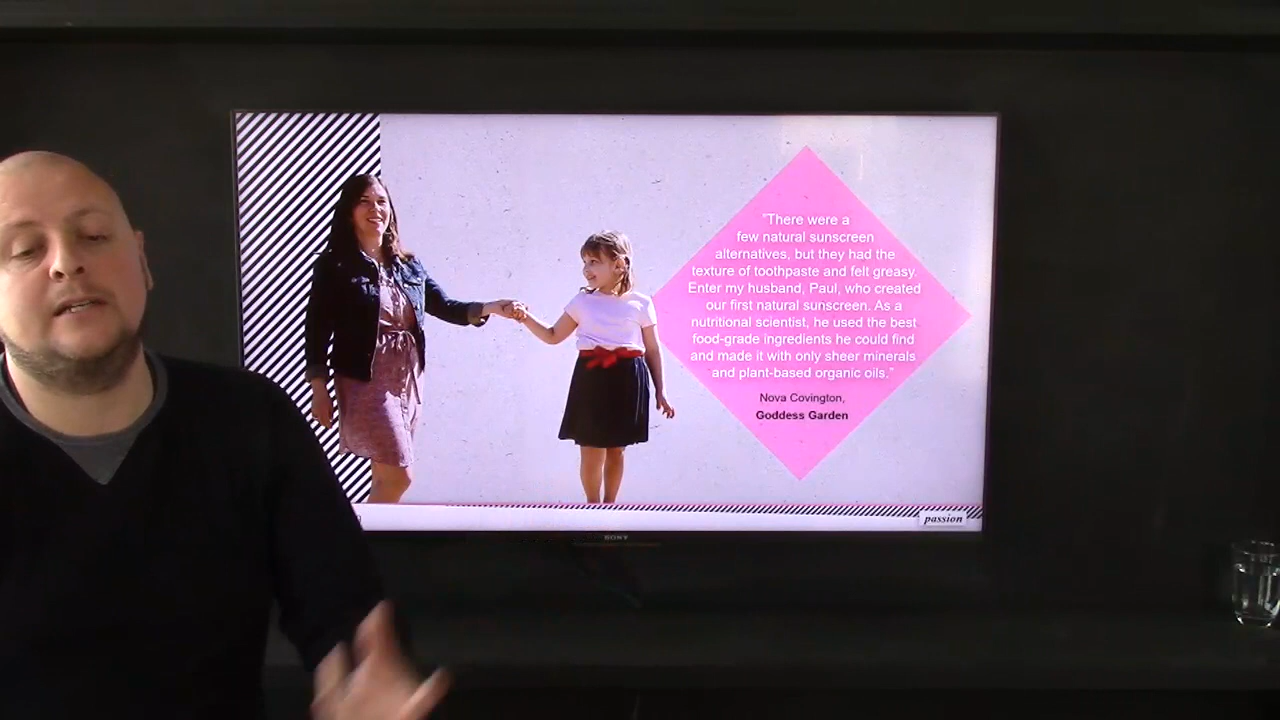 "There were a
few natural sunscreen
alternatives, but they had the
texture of toothpaste and felt greasy.
Enter my husband, Paul, who created
our first natural sunscreen. As a
nutritional scientist, he used the best
food-grade ingredients he could find
and made it with only sheer minerals
and plant-based organic oils."
Nova Covington,
Goddess Garden
passion
SONY